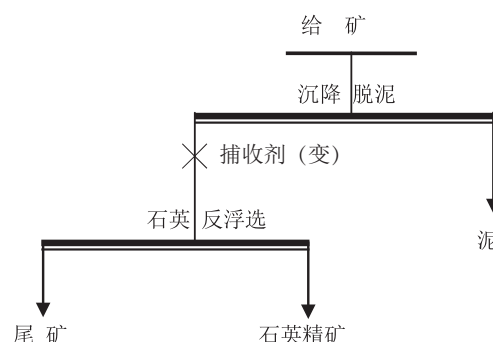 给 矿
沉降 脱泥
捕收剂（变）
石英 反浮选
泥
尾 矿
石英精矿